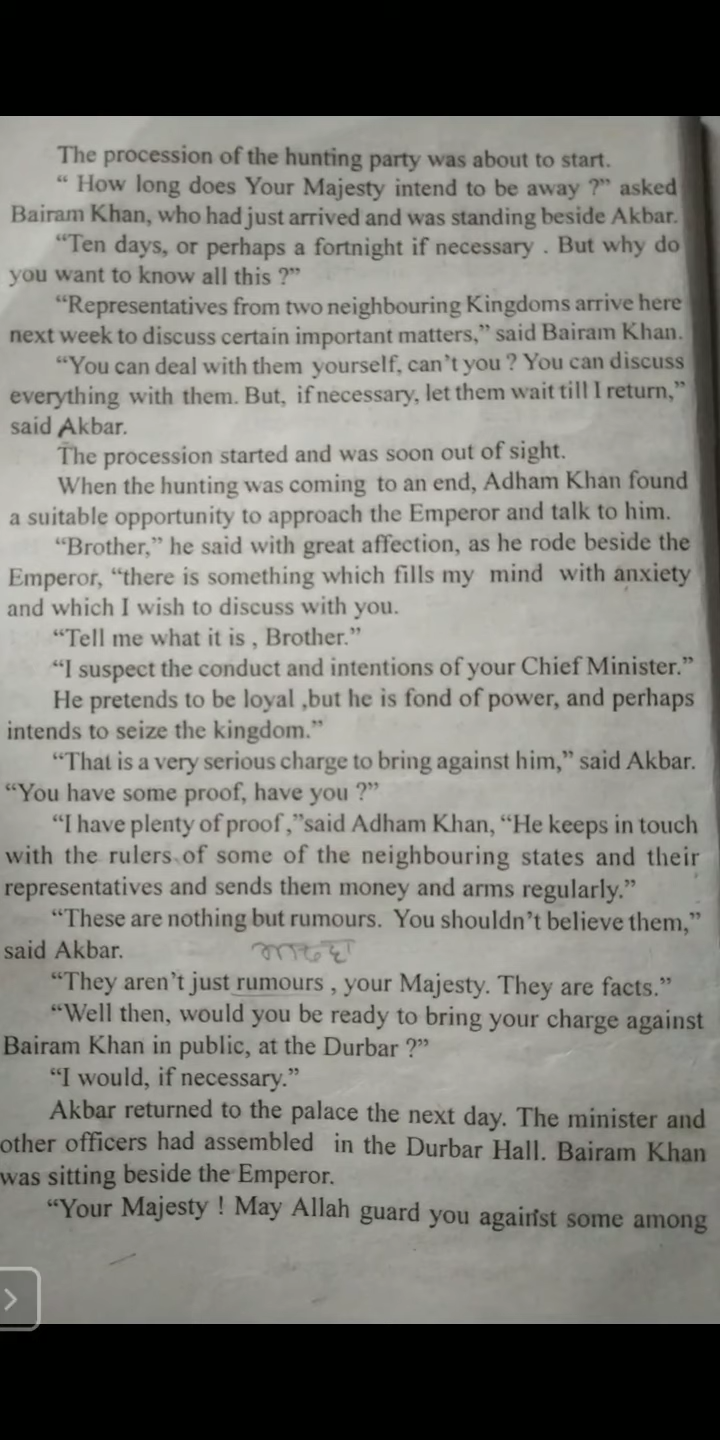 The procession of the hunting party was about to start.
“ How long does Your Majesty intend to be away ?” asked
Bairam Khan, who had just arrived and was standing beside Akbar.
“Ten days, or perhaps a fortnight if necessary . But why do
you want to know all this ?”
“Representatives from two neighbouring Kingdoms arrive here
next week to discuss certain important matters,” said Bairam Khan.
“You can deal with them yourself, can’t you ? You can discuss
everything with them. But, if necessary, let them wait till I return,”
said Akbar.
The procession started and was soon out of sight.
When the hunting was coming to an end, Adham Khan found
a suitable opportunity to approach the Emperor and talk to him.
“Brother,” he said with great affection, as he rode beside the
Emperor, “there is something which fills my mind with anxiety
and which I wish to discuss with you.
“Tell me what it is , Brother.”
“I suspect the conduct and intentions of your Chief Minister.”
He pretends to be loyal ,but he is fond of power, and perhaps
intends to seize the kingdom.”
“That is a very serious charge to bring against him,” said Akbar.
“You have some proof, have you ?”
“I have plenty of proof ,”said Adham Khan, “He keeps in touch
with the rulers of some of the neighbouring states and their
representatives and sends them money and arms regularly.”
“These are nothing but rumours. You shouldn’t believe them,”
said Akbar.
“They aren’t just rumours , your Majesty. They are facts.”
“Well then, would you be ready to bring your charge against
Bairam Khan in public, at the Durbar ?”
“I would, if necessary.”
Akbar returned to the palace the next day. The minister and
other officers had assembled in the Durbar Hall. Bairam Khan
was sitting beside the Emperor.
“Your Majesty ! May Allah guard you against some among